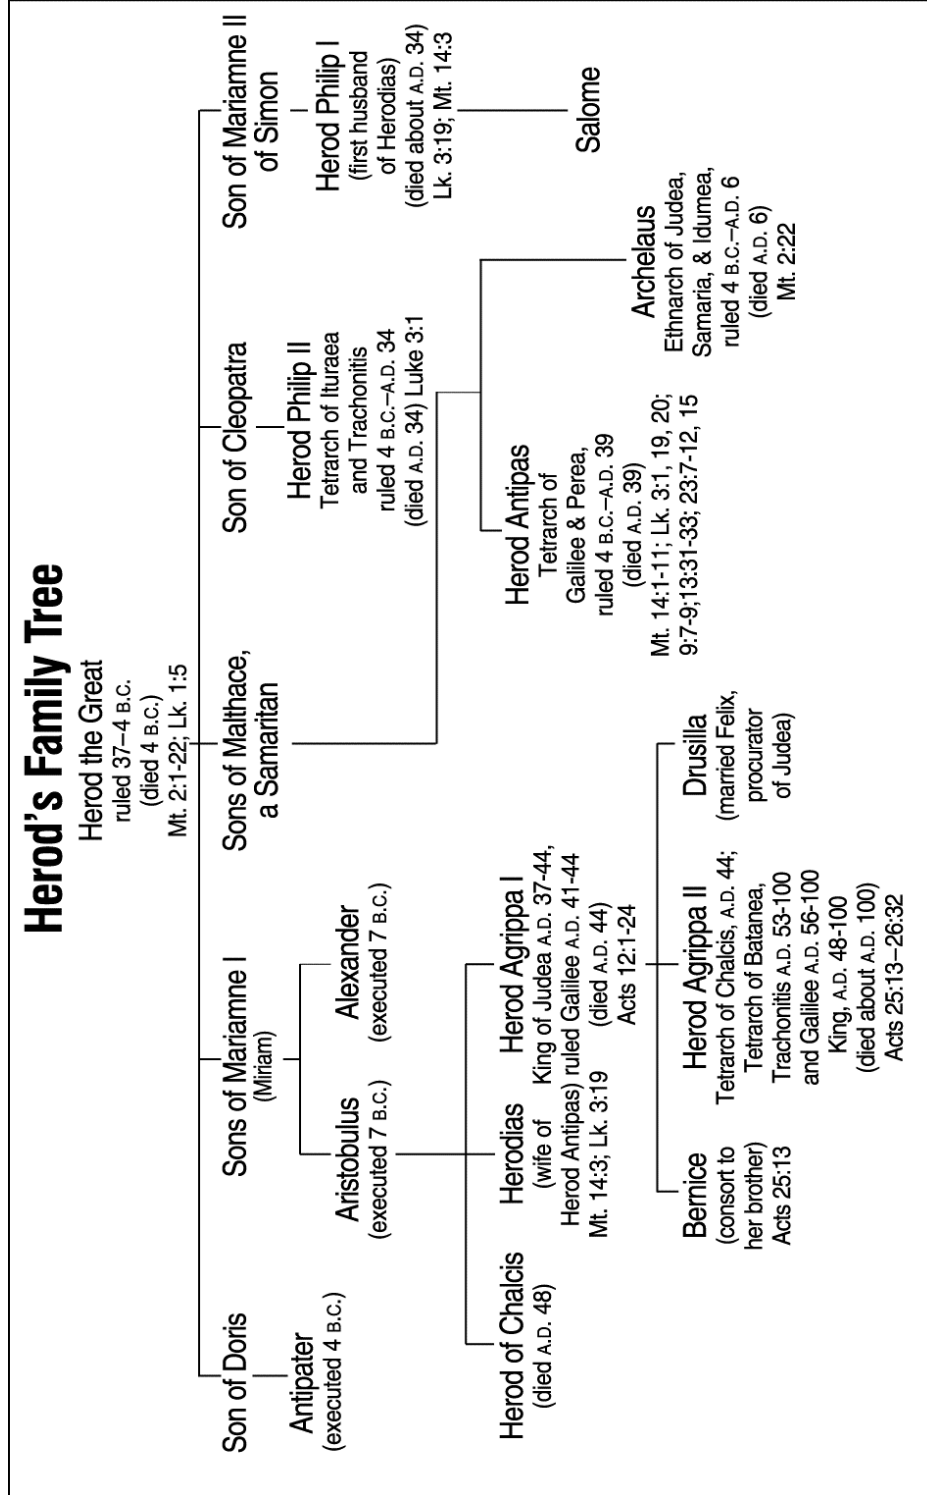 Herod's Family Tree
Herod the Great
ruled 37–4 B.C.
(died 4 B.C.)
Mt. 2:1-22; Lk. 1:5
Son of Doris
Antipater
(executed 4 B.C.)
Sons of Mariamne I
(Miriam)
Aristobulus
(executed 7 B.C.)
Alexander
(executed 7 B.C.)
Herod of Chalcis
(died A.D. 48)
Herodias
(wife of
Herod Antipas)
Mt. 14:3; Lk. 3:19
Herod Agrippa I
King of Judea A.D. 37-44,
ruled Galilee A.D. 41-44
(died A.D. 44)
Acts 12:1-24
Bernice
(consort to
her brother)
Acts 25:13
Herod Agrippa II
Tetrarch of Chalcis, A.D. 44;
Tetrarch of Batanea,
Trachonitis A.D. 53-100
and Galilee A.D. 56-100
King, A.D. 48-100
(died about A.D. 100)
Acts 25:13–26:32
Drusilla
(married Felix,
procurator
of Judea)
Sons of Malthace,
a Samaritan
Herod Antipas
Tetrarch of
Galilee & Perea,
ruled 4 B.C.–A.D. 39
(died A.D. 39)
Mt. 14:1-11; Lk. 3:1, 19, 20;
9:7-9;13:31-33; 23:7-12, 15
Archelaus
Ethnarch of Judea,
Samaria, & Idumea,
ruled 4 B.C.–A.D. 6
(died A.D. 6)
Mt. 2:22
Son of Cleopatra
Herod Philip II
Tetrarch of Ituraea
and Trachonitis
ruled 4 B.C.–A.D. 34
(died A.D. 34) Luke 3:1
Son of Mariamne II
of Simon
Herod Philip I
(first husband
of Herodias)
(died about A.D. 34)
Lk. 3:19; Mt. 14:3
Salome